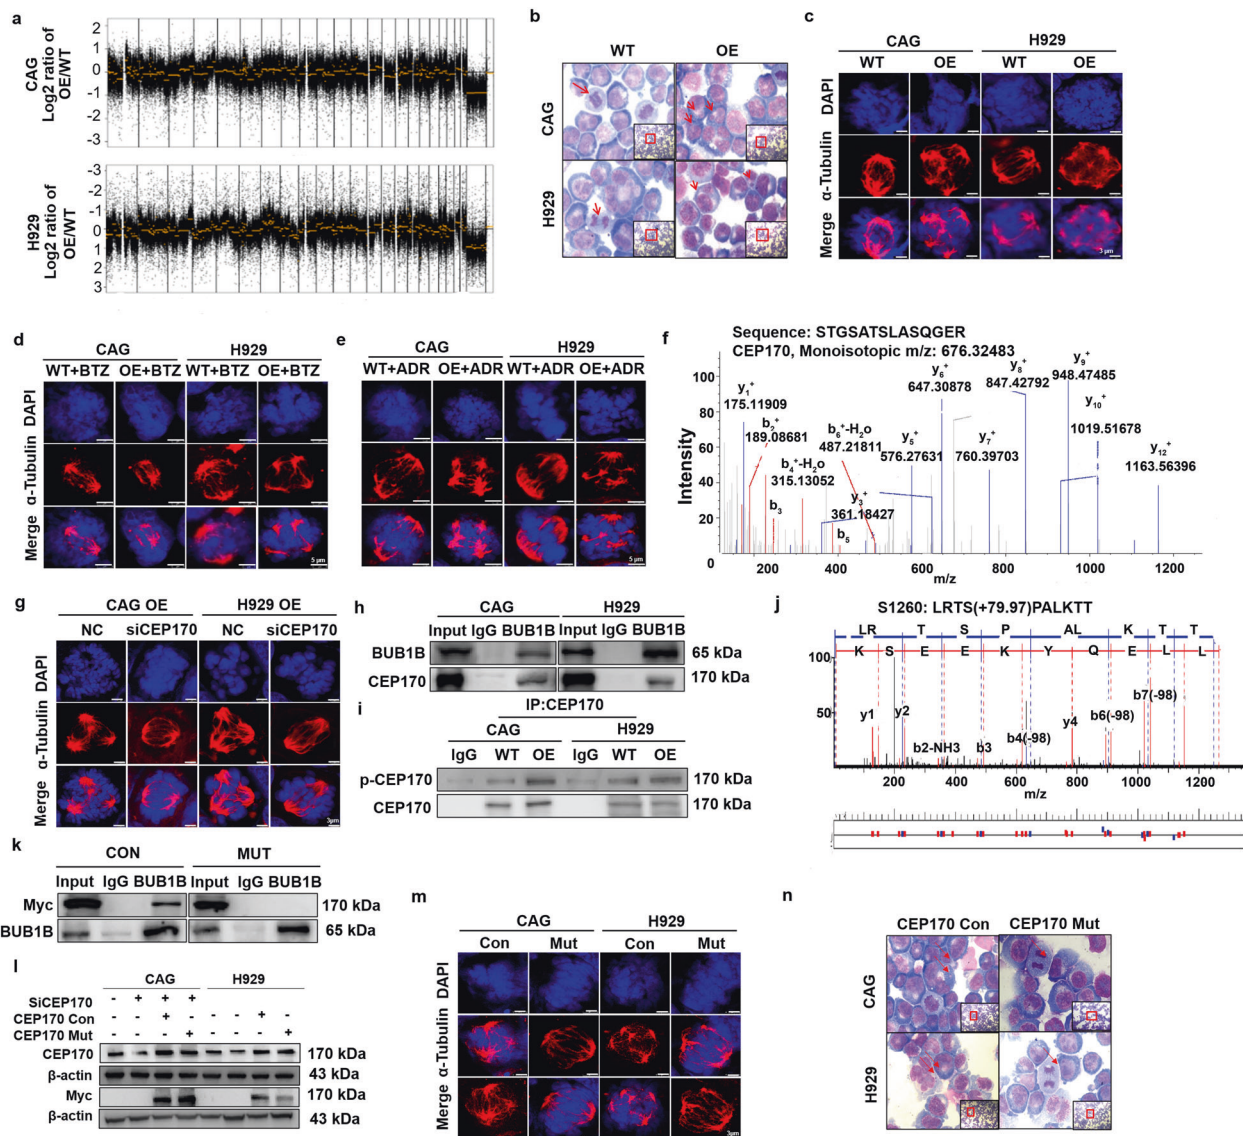 a
CAG
Log2 ratio of
OE/WT
2
1
0
-1
-2
-3
H929
Log2 ratio of
OE/WT
-3
-2
-1
0
1
2
3
b
WT OE
CAG
H929
c
CAG H929
WT OE WT OE
DAPI
α-Tubulin
Merge
3 μm
d
CAG H929
WT+BTZ OE+BTZ WT+BTZ OE+BTZ
DAPI
α-Tubulin
Merge
5 μm
e
CAG H929
WT+ADR OE+ADR WT+ADR OE+ADR
DAPI
α-Tubulin
Merge
5 μm
f
Sequence: STGSATSLASQGER
CEP170, Monoisotopic m/z: 676.32483
Intensity
100
80
60
40
20
0
y1+
175.11909
b2+
189.08681
b4+-H2o
315.13052
b3
b6+-H2o
487.21811
y3+
361.18427
b5
y5+
576.27631
y6+
647.30878
y7+
760.39703
y8+
847.42792
y9+
948.47485
y10+
1019.51678
y12+
1163.56396
200 400 600 800 1000 1200
m/z
g
CAG OE H929 OE
NC siCEP170 NC siCEP170
DAPI
α-Tubulin
Merge
3μm
h
CAG H929
Input IgG BUB1B Input IgG BUB1B
BUB1B 65 kDa
CEP170 170 kDa
i
IP:CEP170
CAG H929
IgG WT OE IgG WT OE
p-CEP170 170 kDa
CEP170 170 kDa
j
S1260: LRTS(+79.97)PALKTT
LR T S P AL K T T
K S E E K Y Q E L L
100
50
y1 y2 b2-NH3 b3 b4(-98) y4 b6(-98) b7(-98)
0 200 400 600 800 1000 1200
m/z
k
CON MUT
Input IgG BUB1B Input IgG BUB1B
Myc 170 kDa
BUB1B 65 kDa
l
CAG H929
SiCEP170 - + + + - - - -
CEP170 Con - - + - - - + -
CEP170 Mut - - - + - - - +
CEP170 170 kDa
β-actin 43 kDa
Myc 170 kDa
β-actin 43 kDa
m
CAG H929
Con Mut Con Mut
DAPI
α-Tubulin
Merge
3μm
n
CEP170 Con CEP170 Mut
CAG
H929